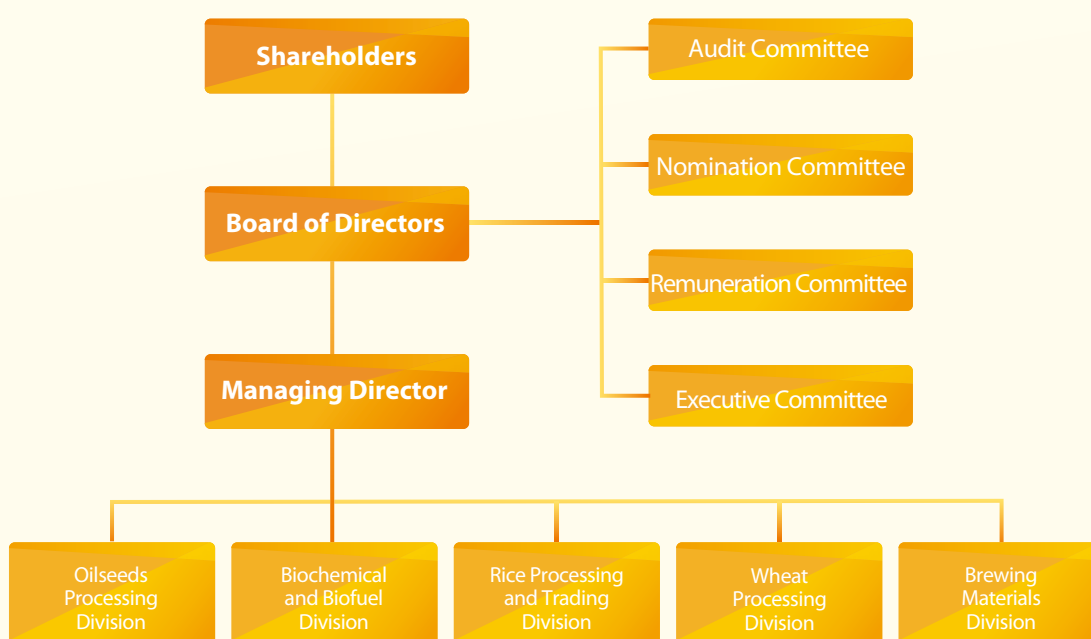 Shareholders
Audit Committee
Nomination Committee
Board of Directors
Remuneration Committee
Managing Director
Executive Committee
Oilseeds
Processing
Division
Biochemical
and Biofuel
Division
Rice Processing
and Trading
Division
Wheat
Processing
Division
Brewing
Materials
Division